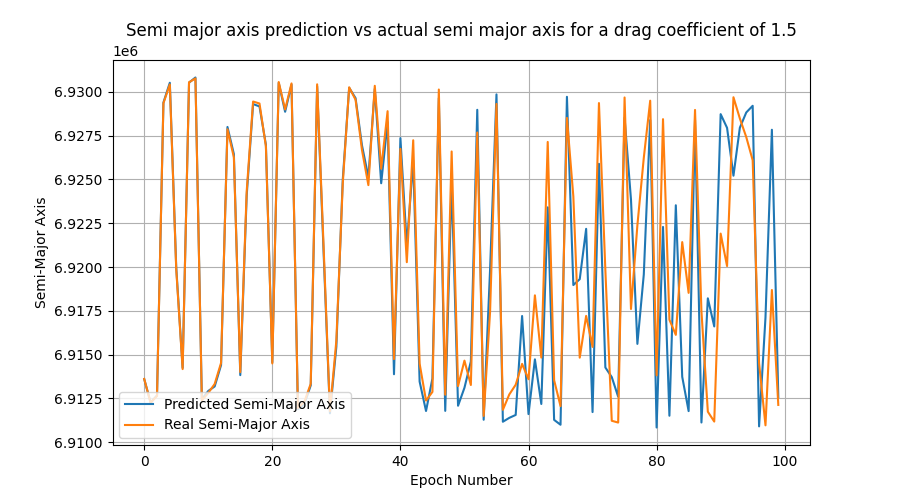 Semi major axis prediction vs actual semi major axis for a drag coefficient of 1.5
1e6
6.9300
6.9275
6.9250
6.9225
6.9200
6.9175
6.9150
6.9125
6.9100
Semi-Major Axis
Predicted Semi-Major Axis
Real Semi-Major Axis
0 20 40 60 80 100
Epoch Number